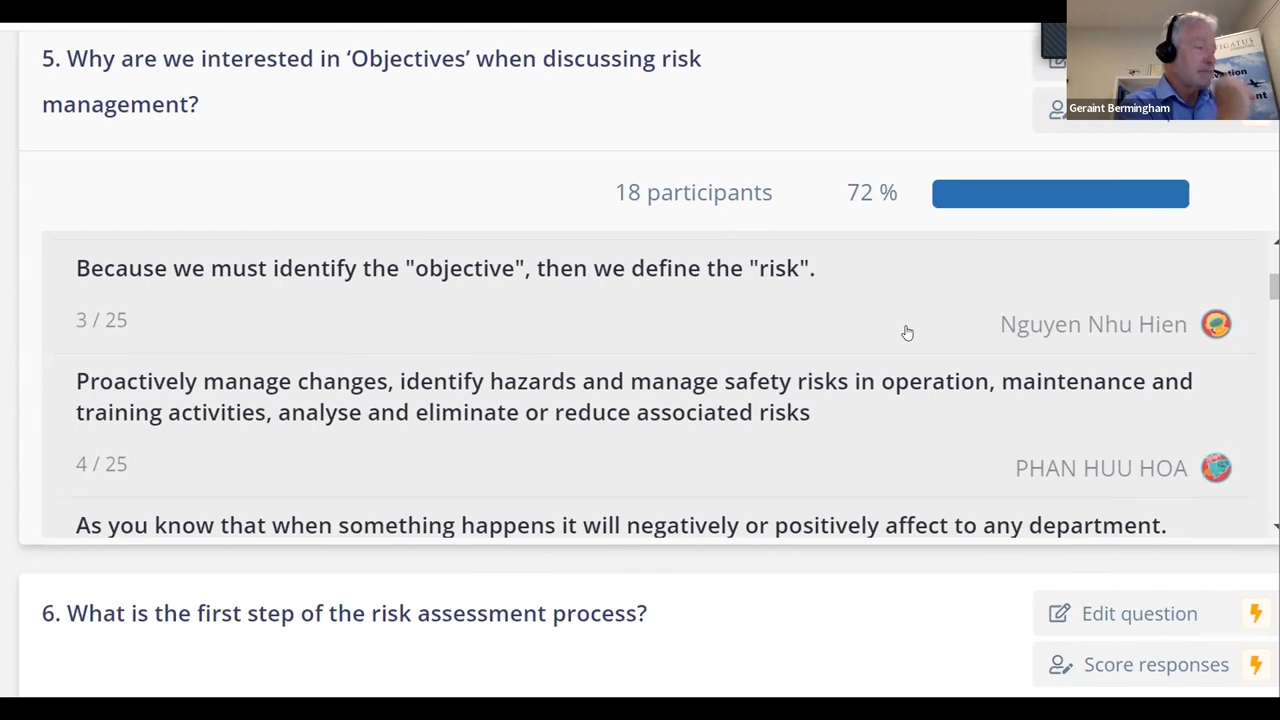 5. Why are we interested in ‘Objectives’ when discussing risk
management?
Geraint Bermingham
18 participants
72 %
Because we must identify the "objective", then we define the "risk".
3 / 25
Nguyen Nhu Hien
Proactively manage changes, identify hazards and manage safety risks in operation, maintenance and
training activities, analyse and eliminate or reduce associated risks
4 / 25
PHAN HUU HOA
As you know that when something happens it will negatively or positively affect to any department.
6. What is the first step of the risk assessment process?
Edit question
Score responses